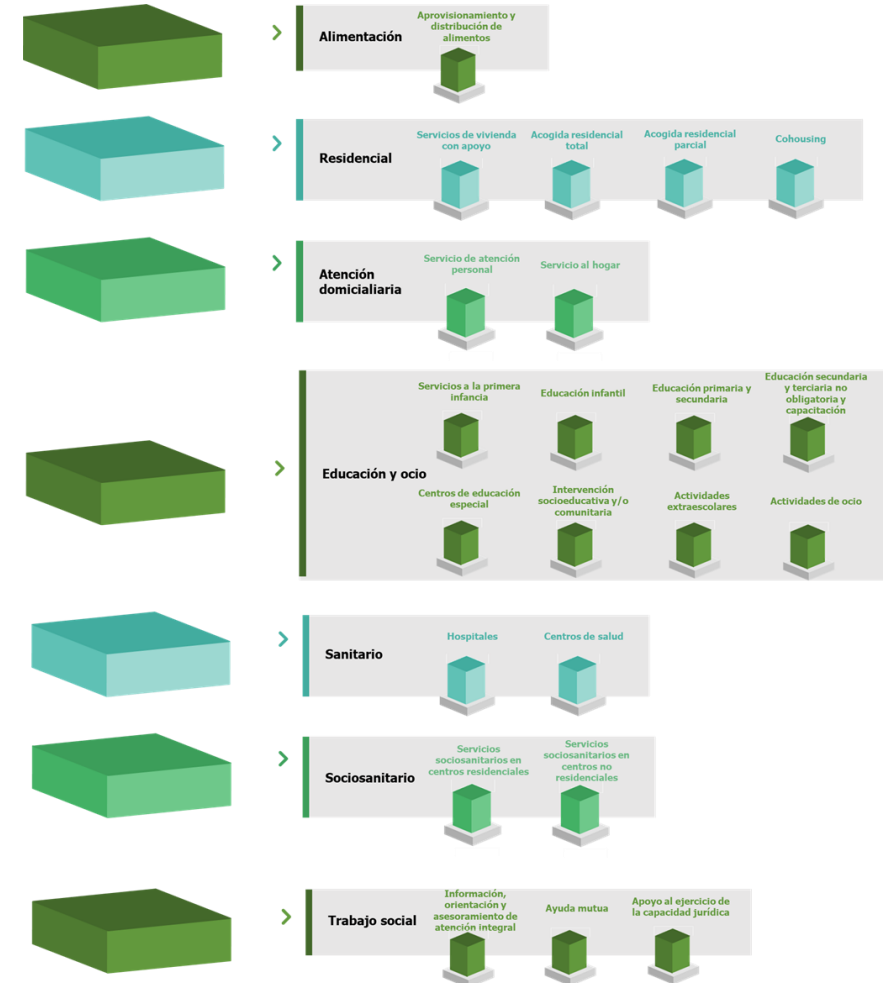 Alimentación
Aprovisionamiento y
distribución de
alimentos
Residencial
Servicios de vivienda
con apoyo
Acogida residencial
total
Acogida residencial
parcial
Cohousing
Atención
domicialiaria
Servicio de atención
personal
Servicio al hogar
Educación y ocio
Servicios a la primera
infancia
Educación infantil
Educación primaria y
secundaria
Educación secundaria
y terciaria no
obligatoria y
capacitación
Centros de educación
especial
Intervención
socioeducativa y/o
comunitaria
Actividades
extraescolares
Actividades de ocio
Sanitario
Hospitales
Centros de salud
Sociosanitario
Servicios
sociosanitarios en
centros residenciales
Servicios
sociosanitarios en
centros no
residenciales
Trabajo social
Información,
orientación y
asesoramiento de
atención integral
Ayuda mutua
Apoyo al ejercicio de
la capacidad jurídica